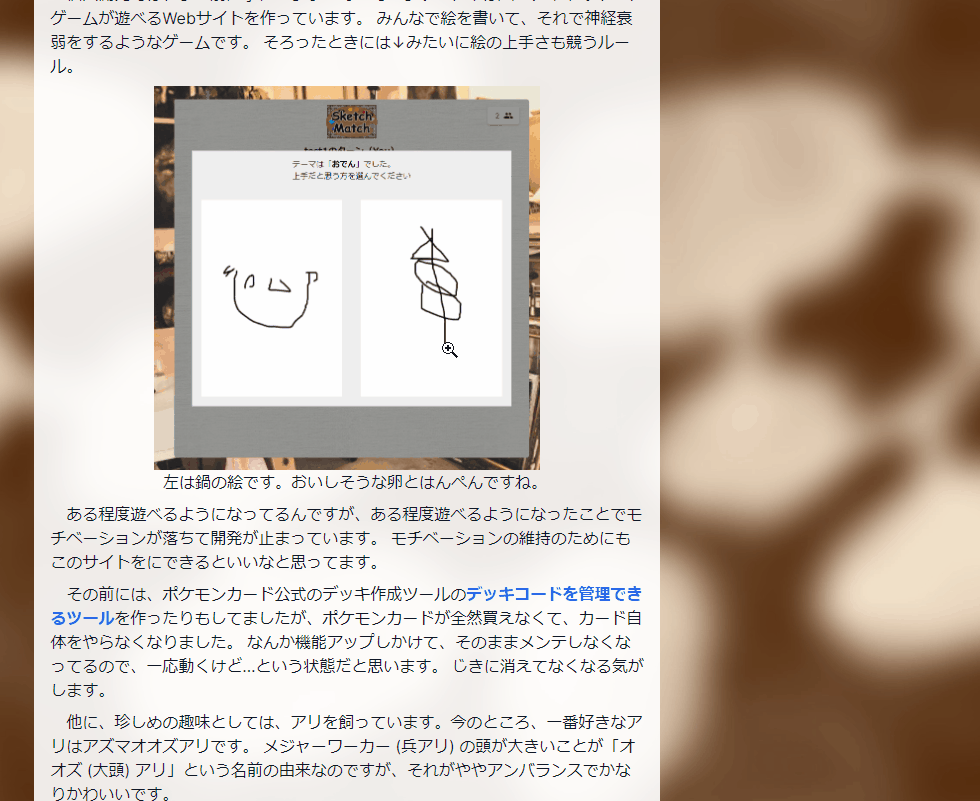 ゲームが遊べるWebサイトを作っています。 みんなで絵を書いて、それで神経衰
弱をするようなゲームです。 そろったときには↓みたいに絵の上手さも競うルー
ル。
Sketch
Match
2
テーマは「おでん」でした。
上手だと思う方を選んでください
左は鍋の絵です。おいしそうな卵とはんぺんですね。
ある程度遊べるようになってるんですが、ある程度遊べるようになったことでモ
チベーションが落ちて開発が止まっています。 モチベーションの維持のためにも
このサイトをにできるといいなと思ってます。
その前には、ポケモンカード公式のデッキ作成ツールのデッキコードを管理でき
るツールを作ったりもしてましたが、ポケモンカードが全然買えなくて、カード自
体をやらなくなりました。 なんか機能アップしかけて、そのままメンテしなくな
ってるので、一応動くけど...という状態だと思います。 じきに消えてなくなる気が
します。
他に、珍しめの趣味としては、アリを飼っています。今のところ、一番好きなア
リはアズマオオズアリです。 メジャーワーカー (兵アリ) の頭が大きいことが「オ
オズ (大頭) アリ」という名前の由来なのですが、それがややアンバランスでかな
りかわいいです。